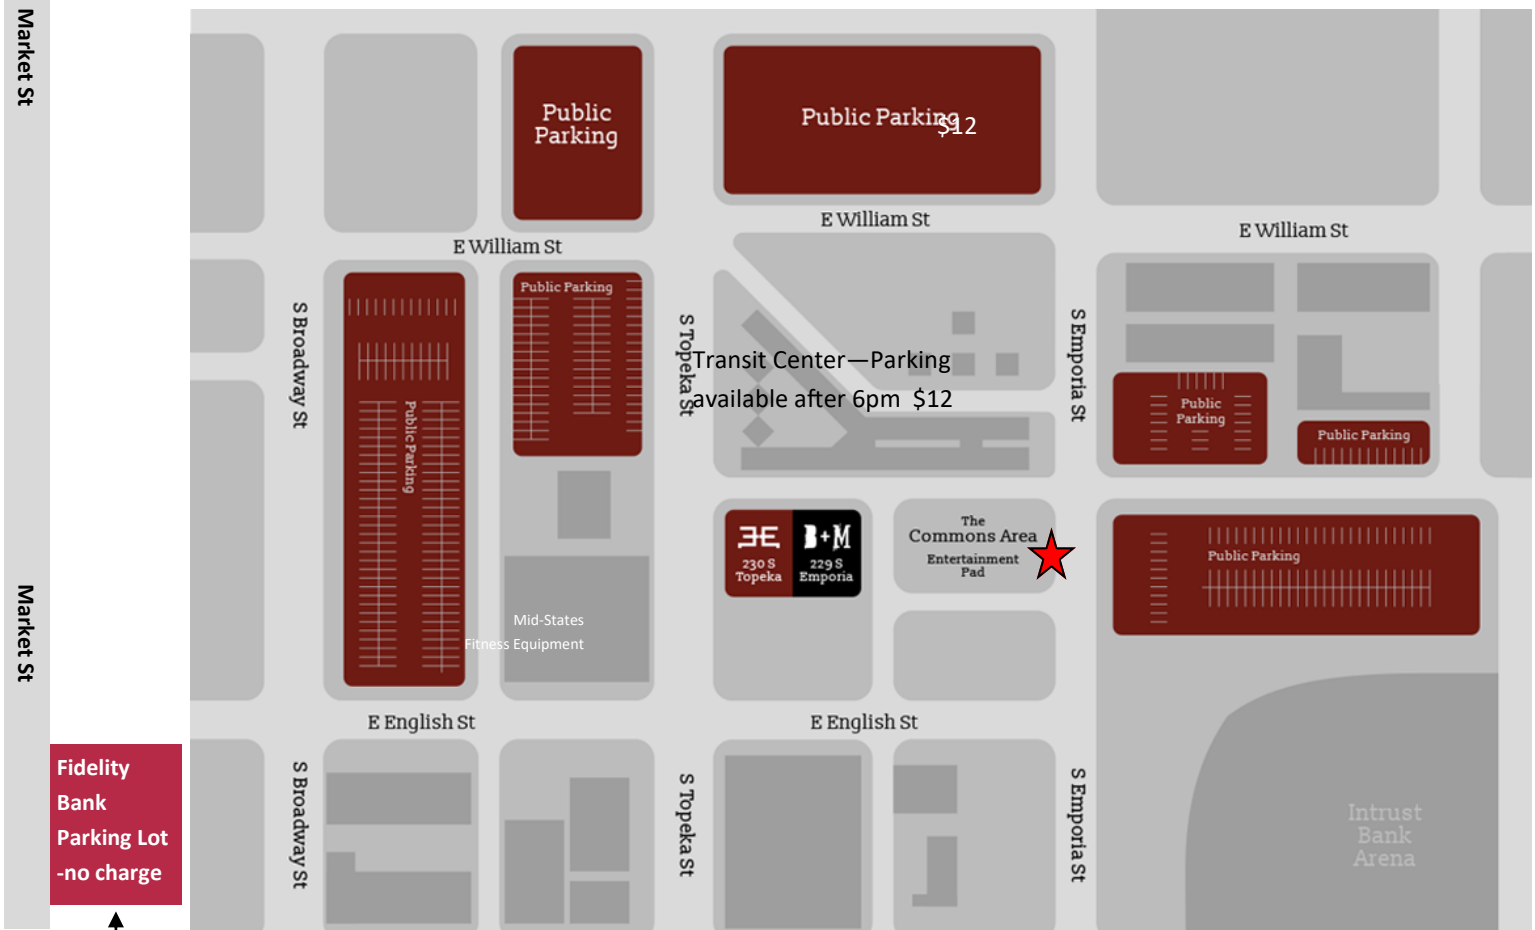 Market St
Public
Parking
Public Parking
$12
E William St
E William St
E William St
Public Parking
S Broadway St
Public Parking
S Topeka St
Transit Center—Parking
available after 6pm  $12
S Emporia St
Public
Parking
Public Parking
230 S
Topeka
B+M
229 S
Emporia
The
Commons Area
Entertainment
Pad
Public Parking
Market St
Mid-States
Fitness Equipment
E English St
E English St
Fidelity
Bank
Parking Lot
-no charge
S Broadway St
S Topeka St
S Emporia St
Intrust
Bank
Arena